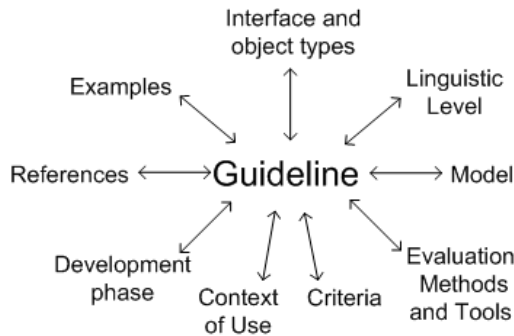 Interface and
object types
Examples
Linguistic
Level
References
Guideline
Model
Development
phase
Context
of Use
Criteria
Evaluation
Methods
and Tools